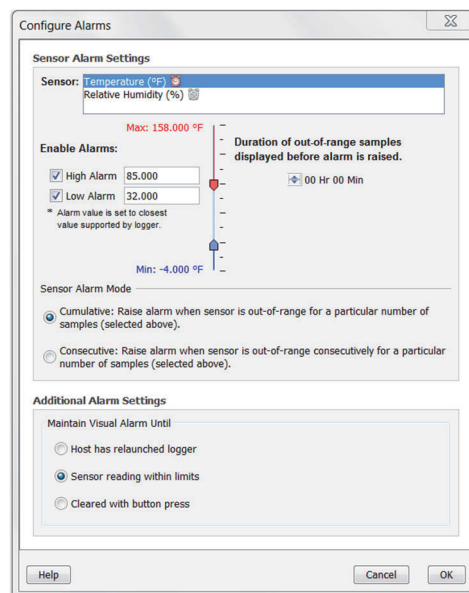 Configure Alarms
Sensor Alarm Settings
Sensor: Temperature (°F)
Relative Humidity (%)
Max: 158.000 °F
Enable Alarms:
Duration of out-of-range samples
displayed before alarm is raised.
High Alarm 85.000
00 Hr 00 Min
Low Alarm 32.000
* Alarm value is set to closest
value supported by logger.
Min: -4.000 °F
Sensor Alarm Mode
Cumulative: Raise alarm when sensor is out-of-range for a particular number of
samples (selected above).
Consecutive: Raise alarm when sensor is out-of-range consecutively for a particular
number of samples (selected above).
Additional Alarm Settings
Maintain Visual Alarm Until
Host has relaunched logger
Sensor reading within limits
Cleared with button press
Help Cancel OK